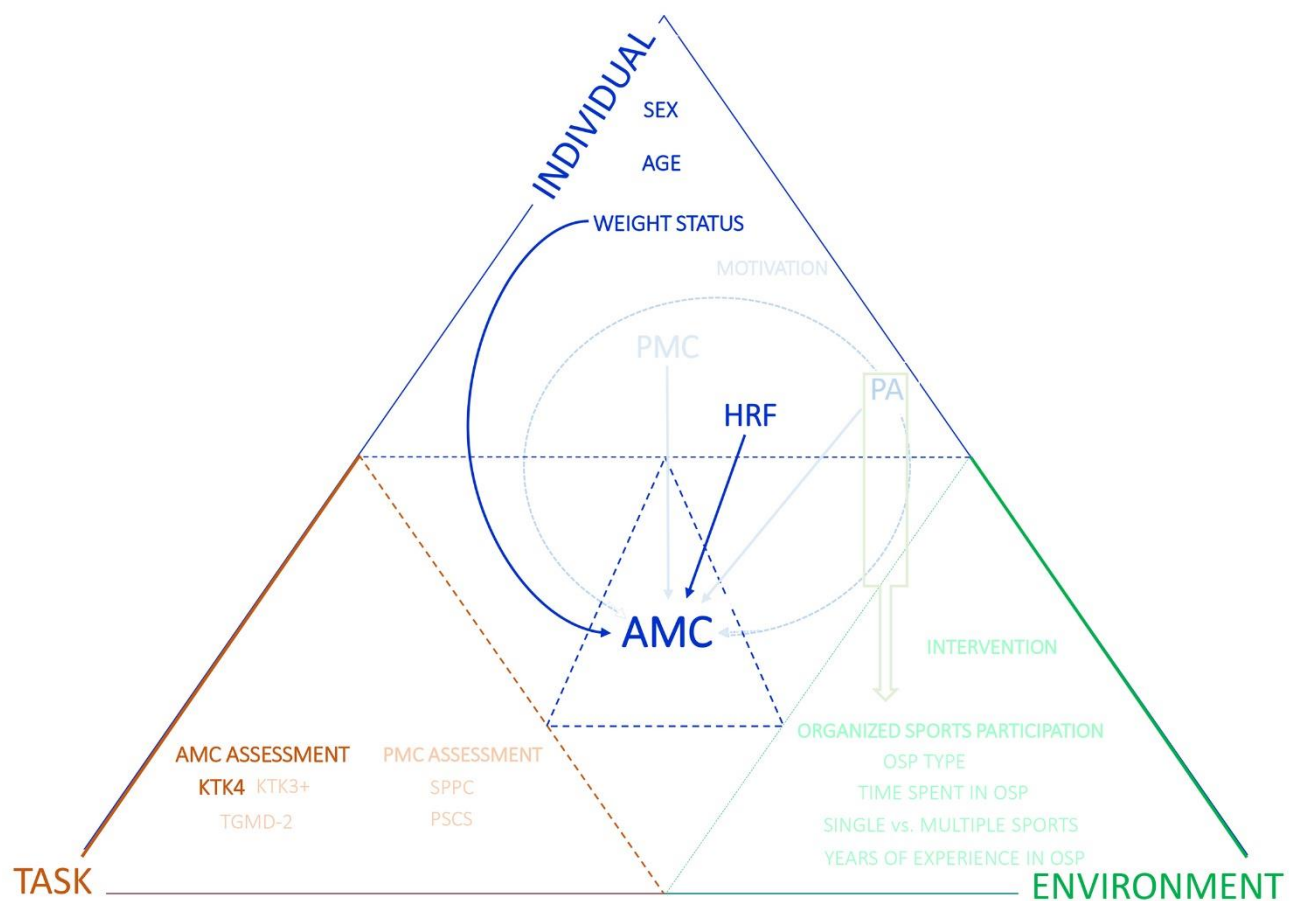 INDIVIDUAL
SEX
AGE
WEIGHT STATUS
MOTIVATION
PMC
PA
HRF
AMC
INTERVENTION
AMC ASSESSMENT
KTK4 KTK3+
TGMD-2
PMC ASSESSMENT
SPPC
PSCS
ORGANIZED SPORTS PARTICIPATION
OSP TYPE
TIME SPENT IN OSP
SINGLE vs. MULTIPLE SPORTS
YEARS OF EXPERIENCE IN OSP
TASK
ENVIRONMENT